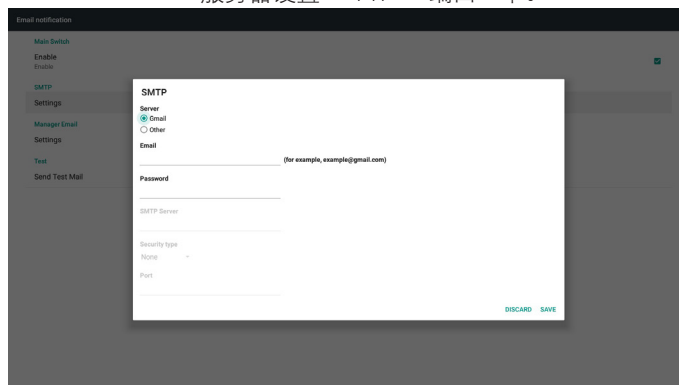 Email notification
Main Switch
Enable
Enable
SMTP
Settings
Manager Email
Settings
Test
Send Test Mail
SMTP
Server
Gmail
Other
Email
(for example, example@gmail.com)
Password
SMTP Server
Security type
None
Port
DISCARD SAVE